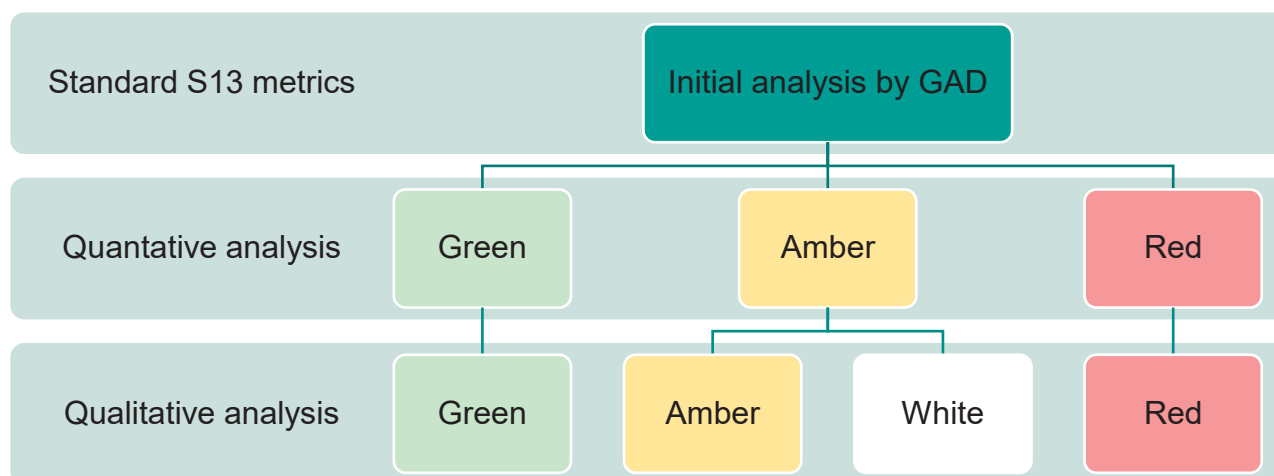 Standard S13 metrics
Initial analysis by GAD
Quantative analysis
Green
Amber
Red
Qualitative analysis
Green
Amber
White
Red